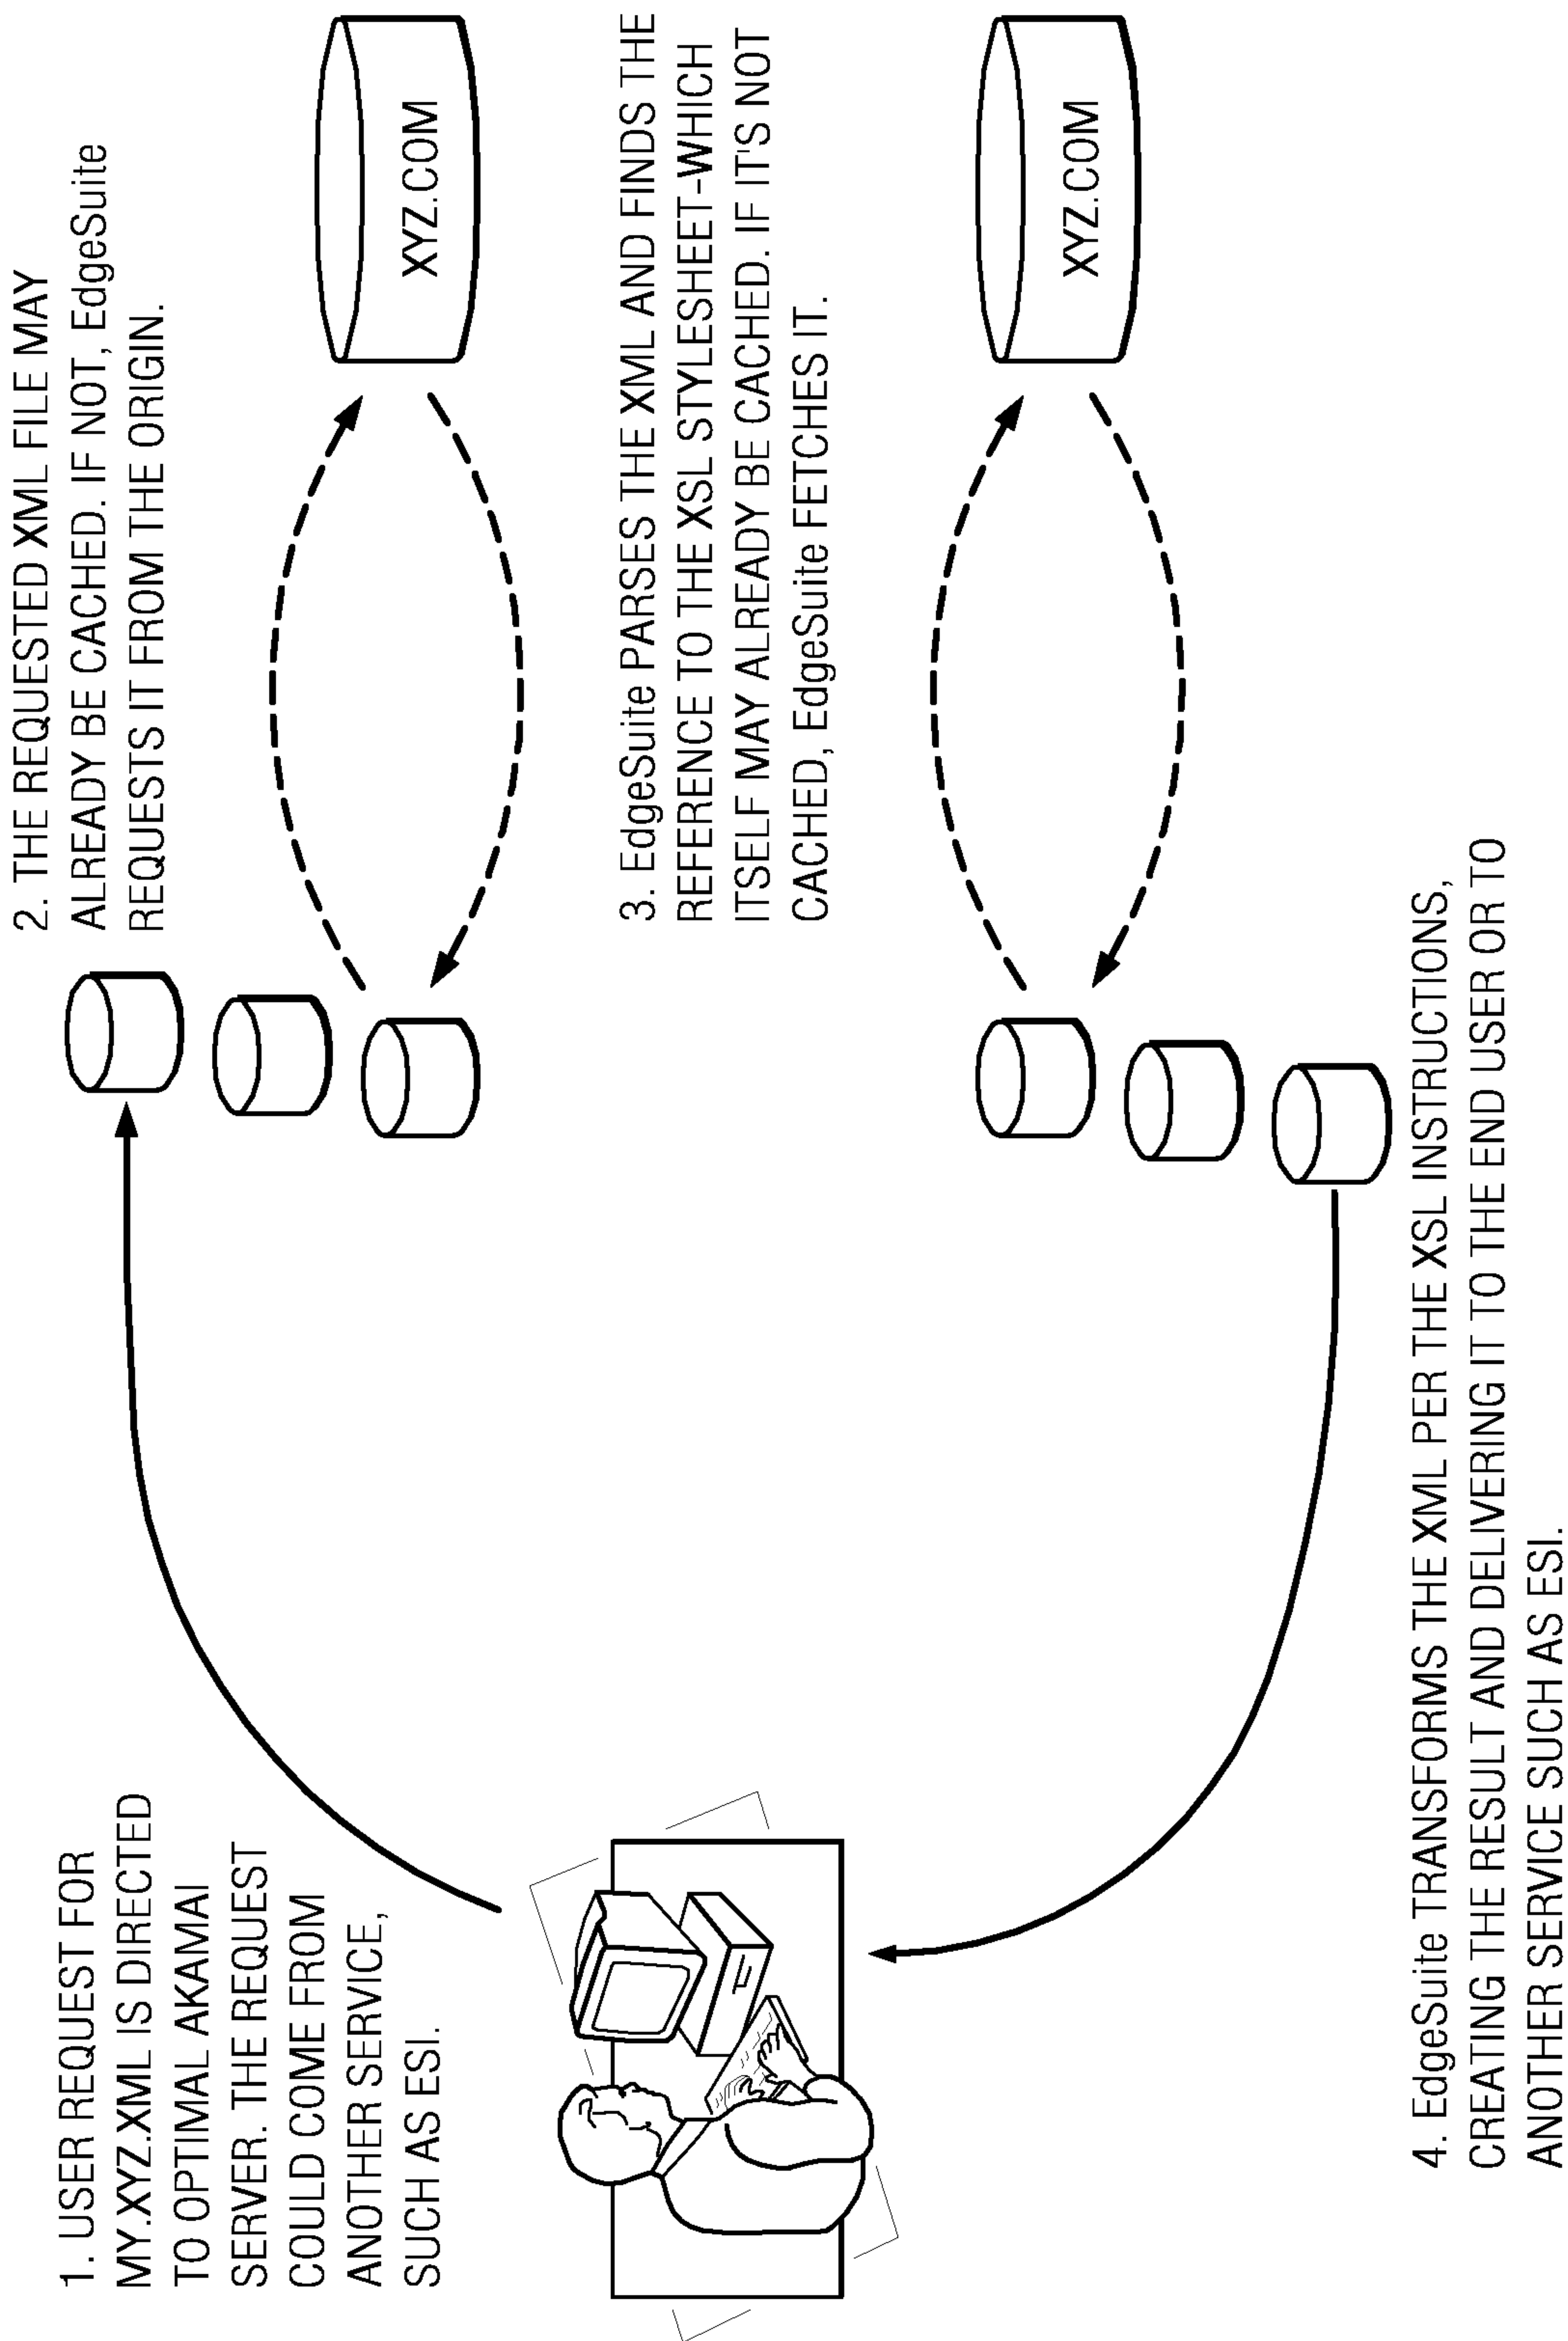 1. USER REQUEST FOR
MY.XYZ.XML IS DIRECTED
TO OPTIMAL AKAMAI
SERVER. THE REQUEST
COULD COME FROM
ANOTHER SERVICE,
SUCH AS ESI.
2. THE REQUESTED XML FILE MAY
ALREADY BE CACHED. IF NOT, EdgeSuite
REQUESTS IT FROM THE ORIGIN.
XYZ.COM
3. EdgeSuite PARSES THE XML AND FINDS THE
REFERENCE TO THE XSL STYLESHEET-WHICH
ITSELF MAY ALREADY BE CACHED. IF IT'S NOT
CACHED, EdgeSuite FETCHES IT.
XYZ.COM
4. EdgeSuite TRANSFORMS THE XML PER THE XSL INSTRUCTIONS,
CREATING THE RESULT AND DELIVERING IT TO THE END USER OR TO
ANOTHER SERVICE SUCH AS ESI.